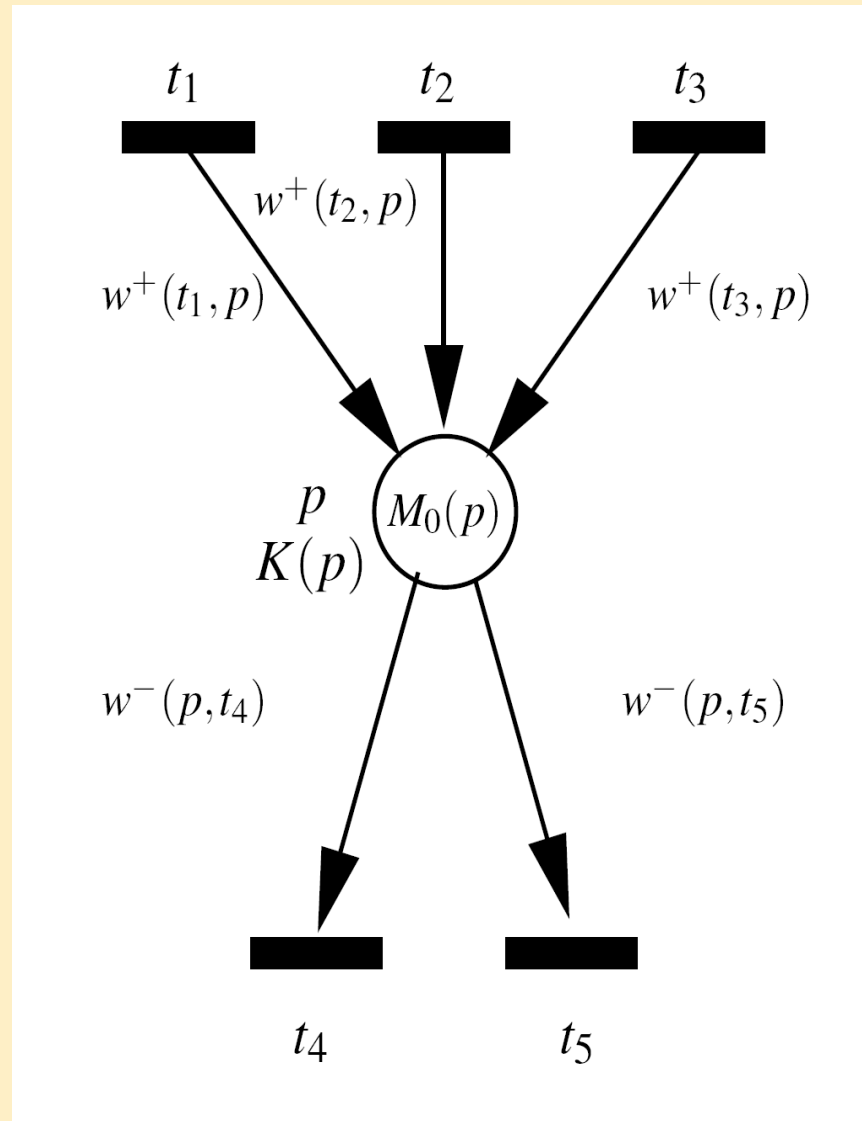 t₁ t₂ t₃
w⁺(t₂, p)
w⁺(t₁, p) w⁺(t₃, p)
p
M₀(p)
K(p)
w⁻(p, t₄) w⁻(p, t₅)
t₄ t₅